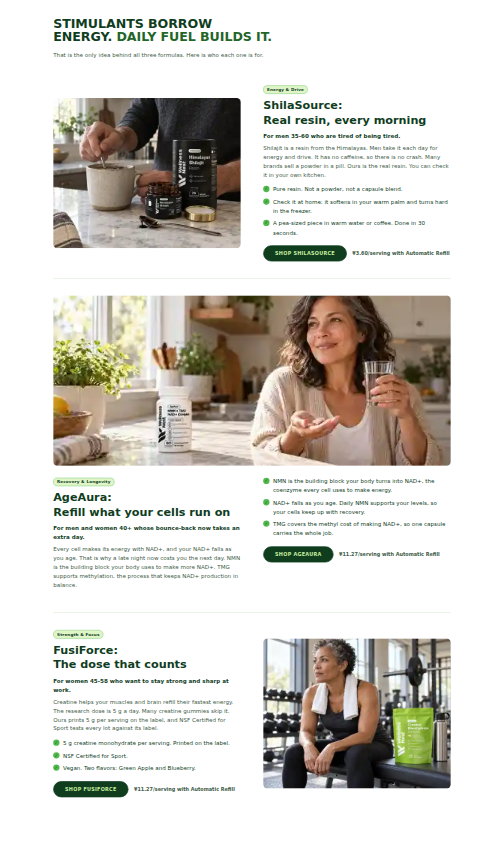 STIMULANTS BORROW
ENERGY. DAILY FUEL BUILDS IT.
That is the only idea behind all three formulas. Here is who each one is for.
Energy & Drive
ShilaSource:
Real resin, every morning
For men 35-60 who are tired of being tired.
Shilajit is a resin from the Himalayas. Men take it each day for
energy and drive. It has no caffeine, so there is no crash. Many
brands sell a powder in a pill. Ours is the real resin. You can check
it in your own kitchen.
Pure resin. Not a powder, not a capsule blend.
Check it at home: it softens in your warm palm and turns hard
in the freezer.
A pea-sized piece in warm water or coffee. Done in 30
seconds.
SHOP SHILASOURCE
$3.60/serving with Automatic Refill
Wellness Nest
Himalayan
Shilajit
Wellness Nest
Recovery & Longevity
AgeAura:
Refill what your cells run on
For men and women 40+ whose bounce-back now takes an
extra day.
Every cell makes its energy with NAD+, and your NAD+ falls as
you age. That is why a late night now costs you the next day. NMN
is the building block your body uses to make more NAD+. TMG
supports methylation, the process that keeps NAD+ production in
balance.
NMN is the building block your body turns into NAD+, the
coenzyme every cell uses to make energy.
NAD+ falls as you age. Daily NMN supports your levels, so
your cells keep up with recovery.
TMG covers the methyl cost of making NAD+, so one capsule
carries the whole job.
SHOP AGEAURA
$11.27/serving with Automatic Refill
Strength & Focus
FusiForce:
The dose that counts
For women 45-58 who want to stay strong and sharp at
work.
Creatine helps your muscles and brain refill their fastest energy.
The research dose is 5 g a day. Many creatine gummies skip it.
Ours prints 5 g per serving on the label, and NSF Certified for
Sport tests every lot against its label.
5 g creatine monohydrate per serving. Printed on the label.
NSF Certified for Sport.
Vegan. Two flavors: Green Apple and Blueberry.
SHOP FUSIFORCE
$11.27/serving with Automatic Refill
Wellness Nest